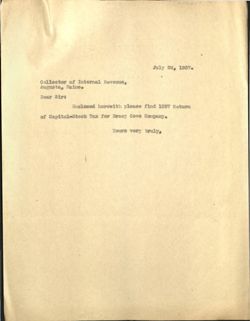 July 22, 1937.
Collector of Internal Revenue,
Augusta, Maine.
Dear Sir:
Enclosed herewith please find 1937 Return
of Capital-Stock Tax for Bracy Cove Company.
Yours very truly,